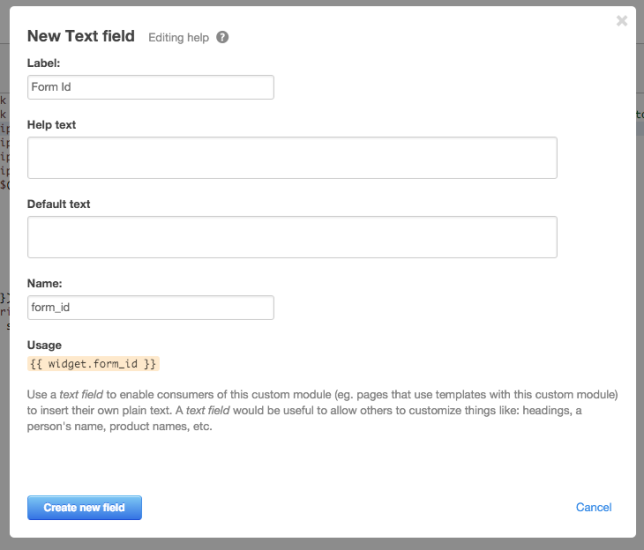 New Text field Editing help ?
Label:
Form Id
Help text
Default text
Name:
form_id
Usage
{{ widget.form_id }}
Use a text field to enable consumers of this custom module (eg. pages that use templates with this custom module)
to insert their own plain text. A text field would be useful to allow others to customize things like: headings, a
person's name, product names, etc.
Create new field Cancel